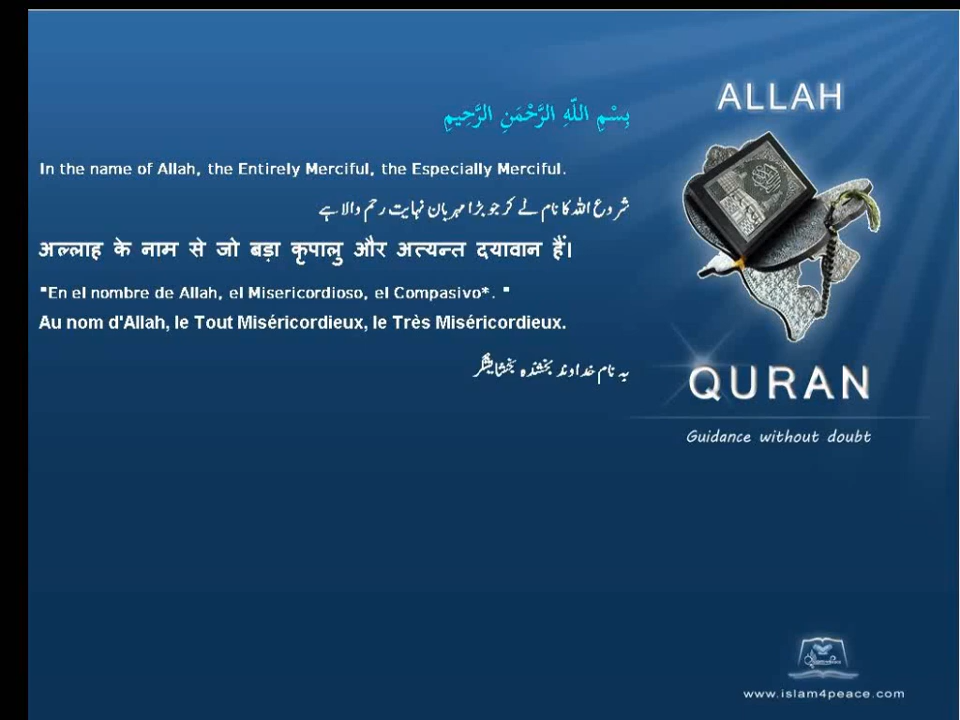 بِسْمِ اللَّهِ الرَّحْمَنِ الرَّحِيمِ
In the name of Allah, the Entirely Merciful, the Especially Merciful.
شروع الله کا نام لے کر جو بڑا مہربان نہایت رحم والا ہے
अल्लाह के नाम से जो बड़ा कृपालु और अत्यन्त दयावान हैं।
"En el nombre de Allah, el Misericordioso, el Compasivo*. "
Au nom d'Allah, le Tout Miséricordieux, le Très Miséricordieux.
به نام خداوند بخشنده بخشایشگر
ALLAH
QURAN
Guidance without doubt
www.islam4peace.com